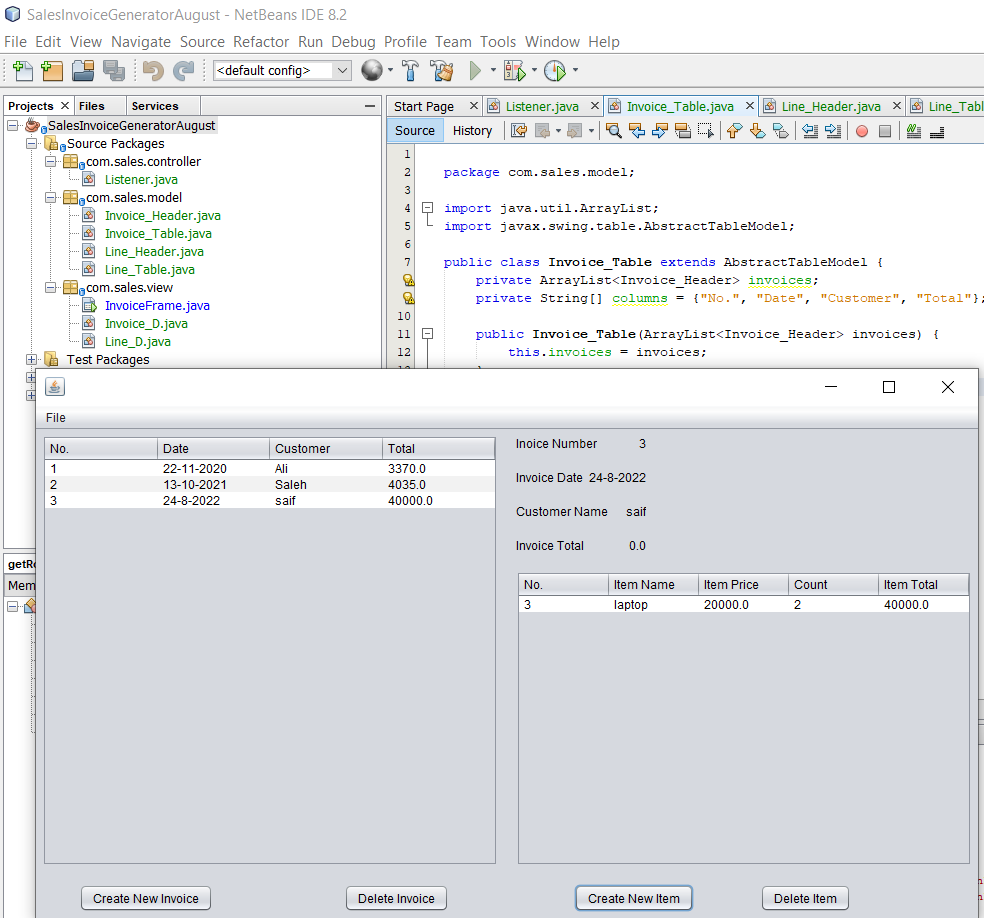 SalesInvoiceGeneratorAugust - NetBeans IDE 8.2
File Edit View Navigate Source Refactor Run Debug Profile Team Tools Window Help
<default config>
Projects Files Services
SalesInvoiceGeneratorAugust
Source Packages
com.sales.controller
Listener.java
com.sales.model
Invoice_Header.java
Invoice_Table.java
Line_Header.java
Line_Table.java
com.sales.view
InvoiceFrame.java
Invoice_D.java
Line_D.java
Test Packages
Start Page Listener.java Invoice_Table.java Line_Header.java Line_Tabl
Source History
1
2 package com.sales.model;
3
4 import java.util.ArrayList;
5 import javax.swing.table.AbstractTableModel;
6
7 public class Invoice_Table extends AbstractTableModel {
private ArrayList<Invoice_Header> invoices;
private String[] columns = {"No.", "Date", "Customer", "Total"};
10
11 public Invoice_Table(ArrayList<Invoice_Header> invoices) {
12 this.invoices = invoices;
getRo
Mem
File
No. Date Customer Total
1 22-11-2020 Ali 3370.0
2 13-10-2021 Saleh 4035.0
3 24-8-2022 saif 40000.0
Inoice Number 3
Invoice Date 24-8-2022
Customer Name saif
Invoice Total 0.0
No. Item Name Item Price Count Item Total
3 laptop 20000.0 2 40000.0
Create New Invoice Delete Invoice Create New Item Delete Item